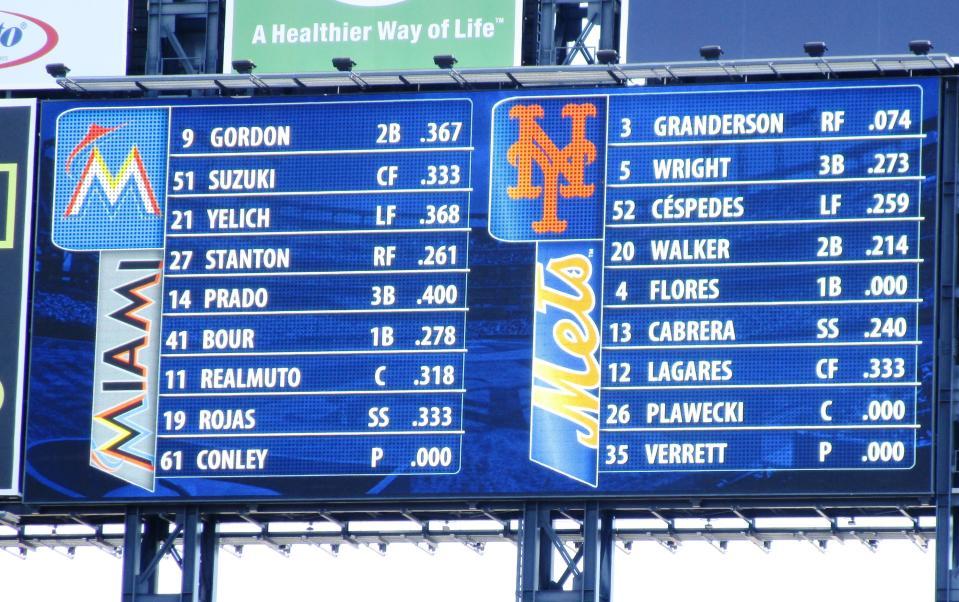 to
A Healthier Way of Life™
M
MIAMI
9 GORDON 2B .367
51 SUZUKI CF .333
21 YELICH LF .368
27 STANTON RF .261
14 PRADO 3B .400
41 BOUR 1B .278
11 REALMUTO C .318
19 ROJAS SS .333
61 CONLEY P .000
NY
Mets™
3 GRANDERSON RF .074
5 WRIGHT 3B .273
52 CÉSPEDES LF .259
20 WALKER 2B .214
4 FLORES 1B .000
13 CABRERA SS .240
12 LAGARES CF .333
26 PLAWECKI C .000
35 VERRETT P .000